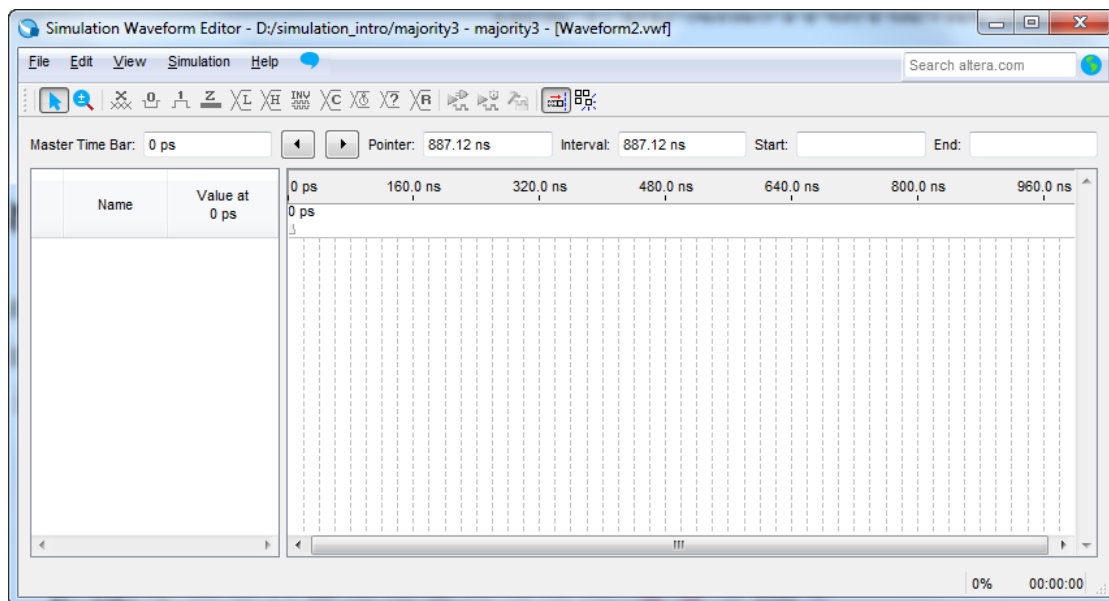 Simulation Waveform Editor - D:/simulation_intro/majority3 - majority3 - [Waveform2.vwf]
File Edit View Simulation Help Search altera.com
Master Time Bar: 0 ps Pointer: 887.12 ns Interval: 887.12 ns Start: End:
Name Value at 0 ps
0 ps 160.0 ns 320.0 ns 480.0 ns 640.0 ns 800.0 ns 960.0 ns
0 ps
0% 00:00:00